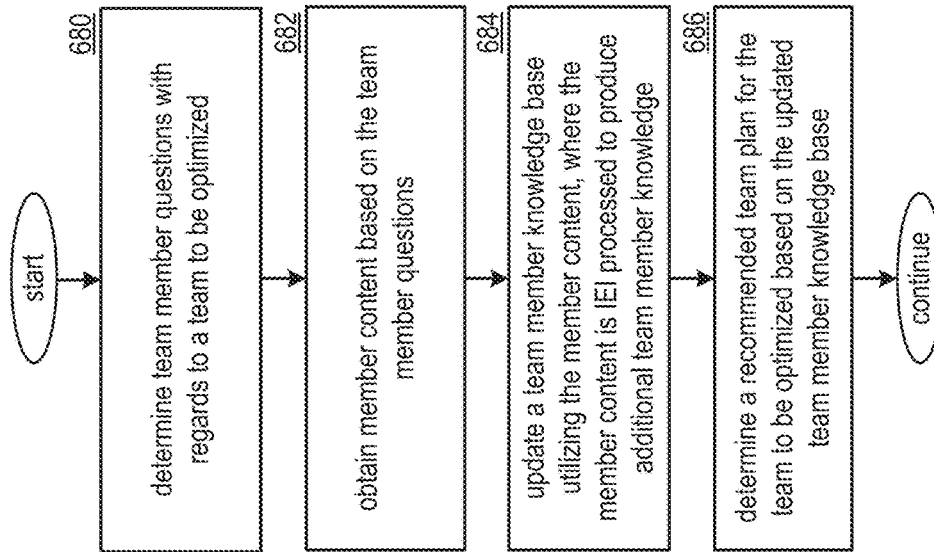 start
680
determine team member questions with
regards to a team to be optimized
682
obtain member content based on the team
member questions
684
update a team member knowledge base
utilizing the member content, where the
member content is IEI processed to produce
additional team member knowledge
686
determine a recommended team plan for the
team to be optimized based on the updated
team member knowledge base
continue